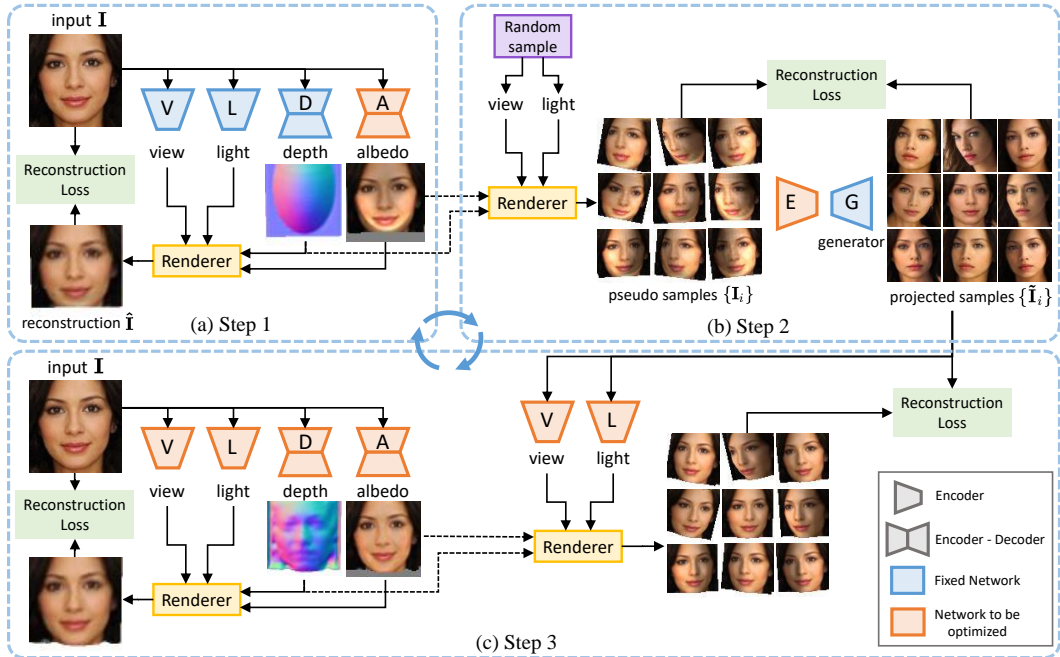 input I
V
L
D
A
view
light
depth
albedo
Reconstruction
Loss
Renderer
reconstruction Î
(a) Step 1
Random
sample
view
light
Renderer
pseudo samples {I_i}
E
G
generator
Reconstruction
Loss
projected samples {Ĩ_i}
(b) Step 2
input I
V
L
D
A
view
light
depth
albedo
Reconstruction
Loss
Renderer
V
L
view
light
Renderer
Reconstruction
Loss
(c) Step 3
Encoder
Encoder - Decoder
Fixed Network
Network to be
optimized